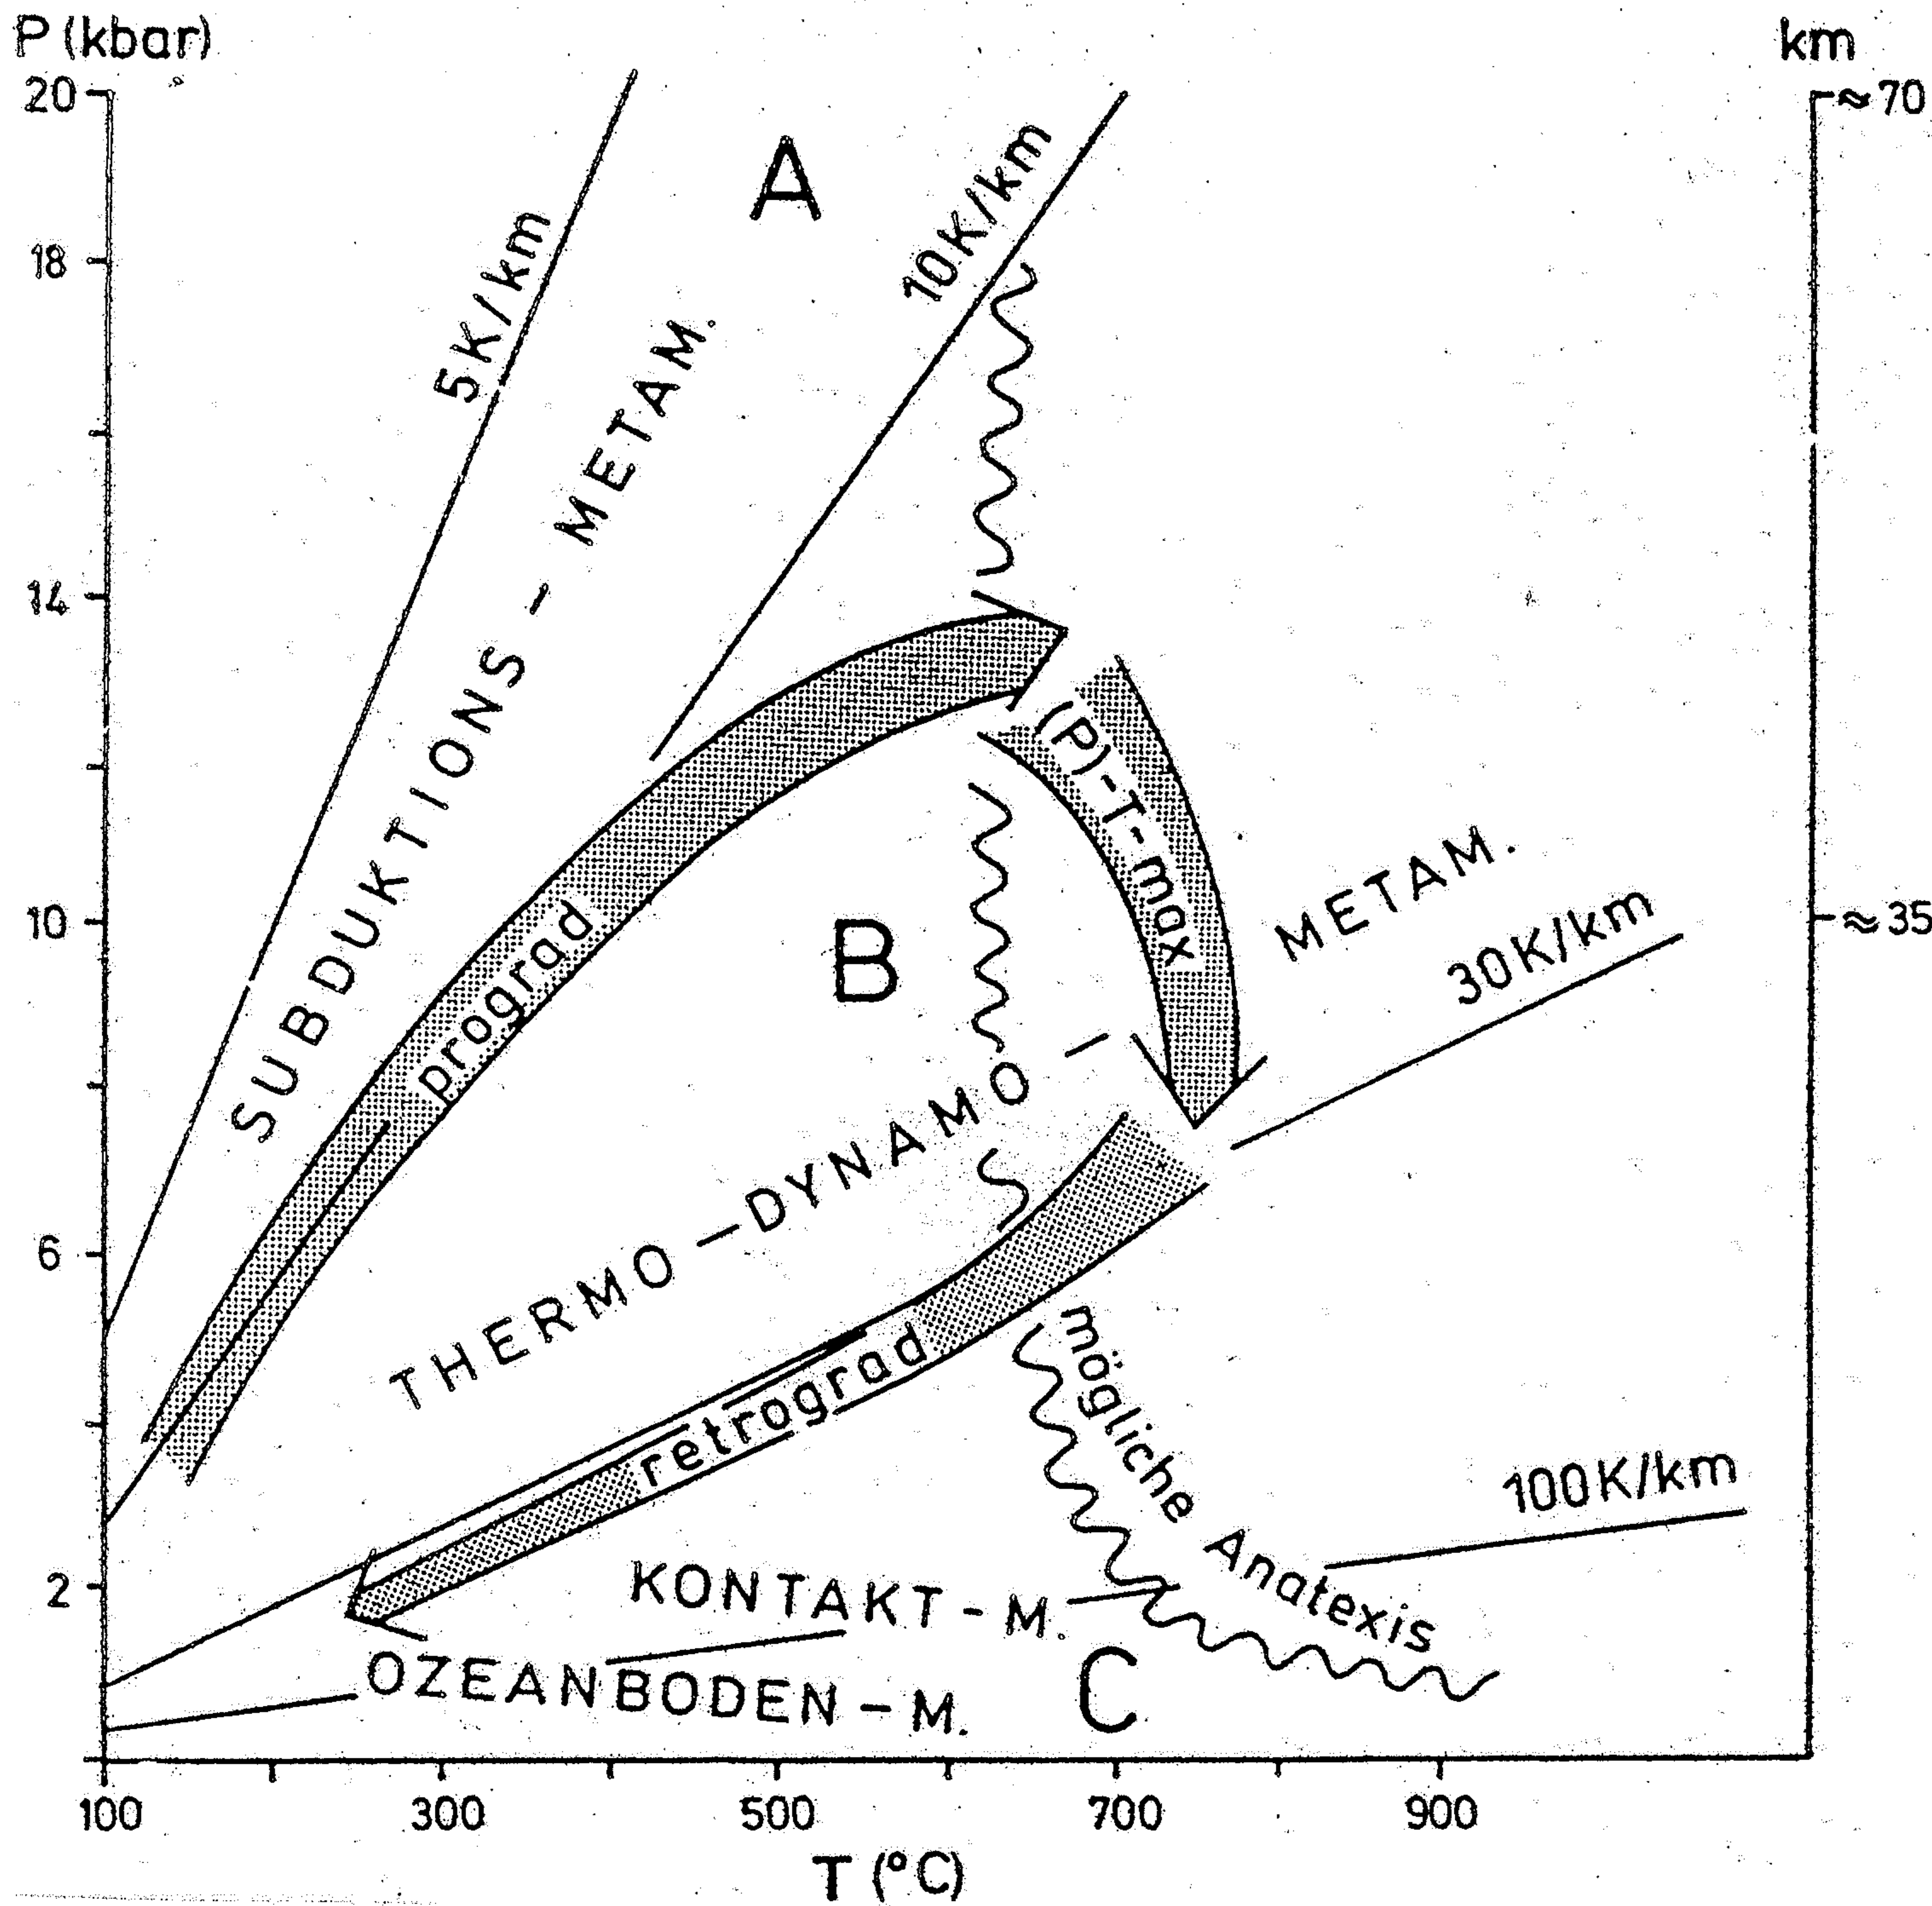 P (kbar)
km
20
≈70
A
10K/km
5K/km
18
SUBDUKTIONS - METAM.
14
(P)-T-max
prograd
METAM.
10
≈35
B
30K/km
THERMO - DYNAMO -
6
retrograd
mögliche Anatexis
100K/km
2
KONTAKT - M.
OZEANBODEN - M.
C
100
300
500
700
900
T (°C)